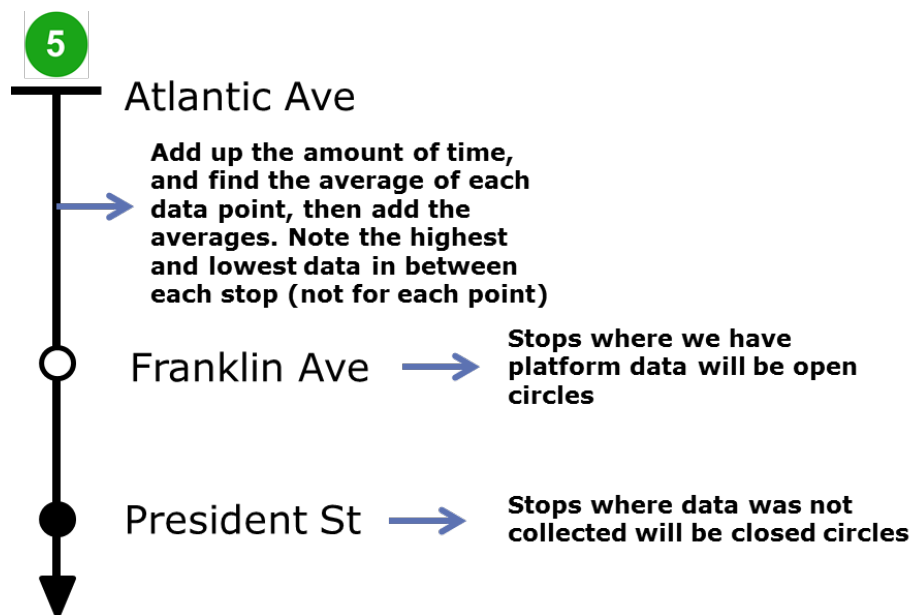 5
Atlantic Ave
Add up the amount of time,
and find the average of each
data point, then add the
averages. Note the highest
and lowest data in between
each stop (not for each point)
Franklin Ave
Stops where we have
platform data will be open
circles
President St
Stops where data was not
collected will be closed circles